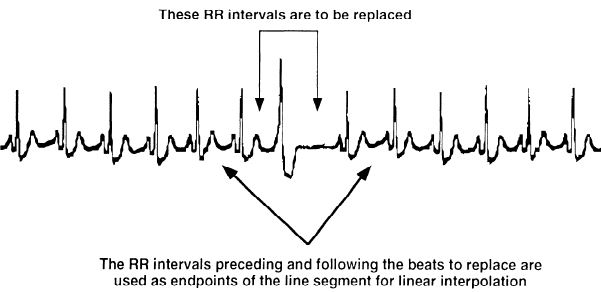 These RR intervals are to be replaced
The RR intervals preceding and following the beats to replace are
used as endpoints of the line segment for linear interpolation